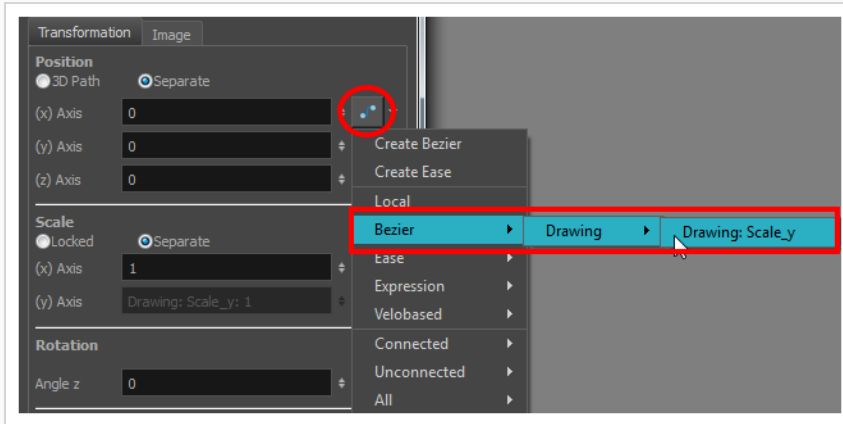 Transformation Image
Position
3D Path Separate
(x) Axis 0
(y) Axis 0
(z) Axis 0
Scale
Locked Separate
(x) Axis 1
(y) Axis Drawing: Scale_y: 1
Rotation
Angle z 0
Create Bezier
Create Ease
Local
Bezier Drawing Drawing: Scale_y
Ease
Expression
Velobased
Connected
Unconnected
All